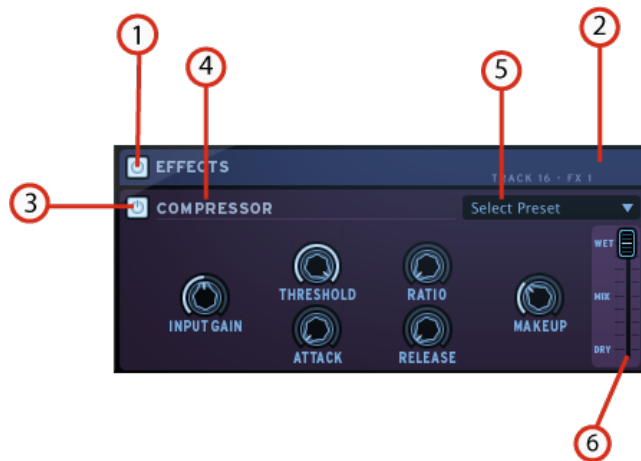 1
2
4
5
EFFECTS
TRACK 16 - FX 1
3
COMPRESSOR
Select Preset
WET
THRESHOLD
RATIO
MIX
INPUT GAIN
MAKEUP
ATTACK
RELEASE
DRY
6